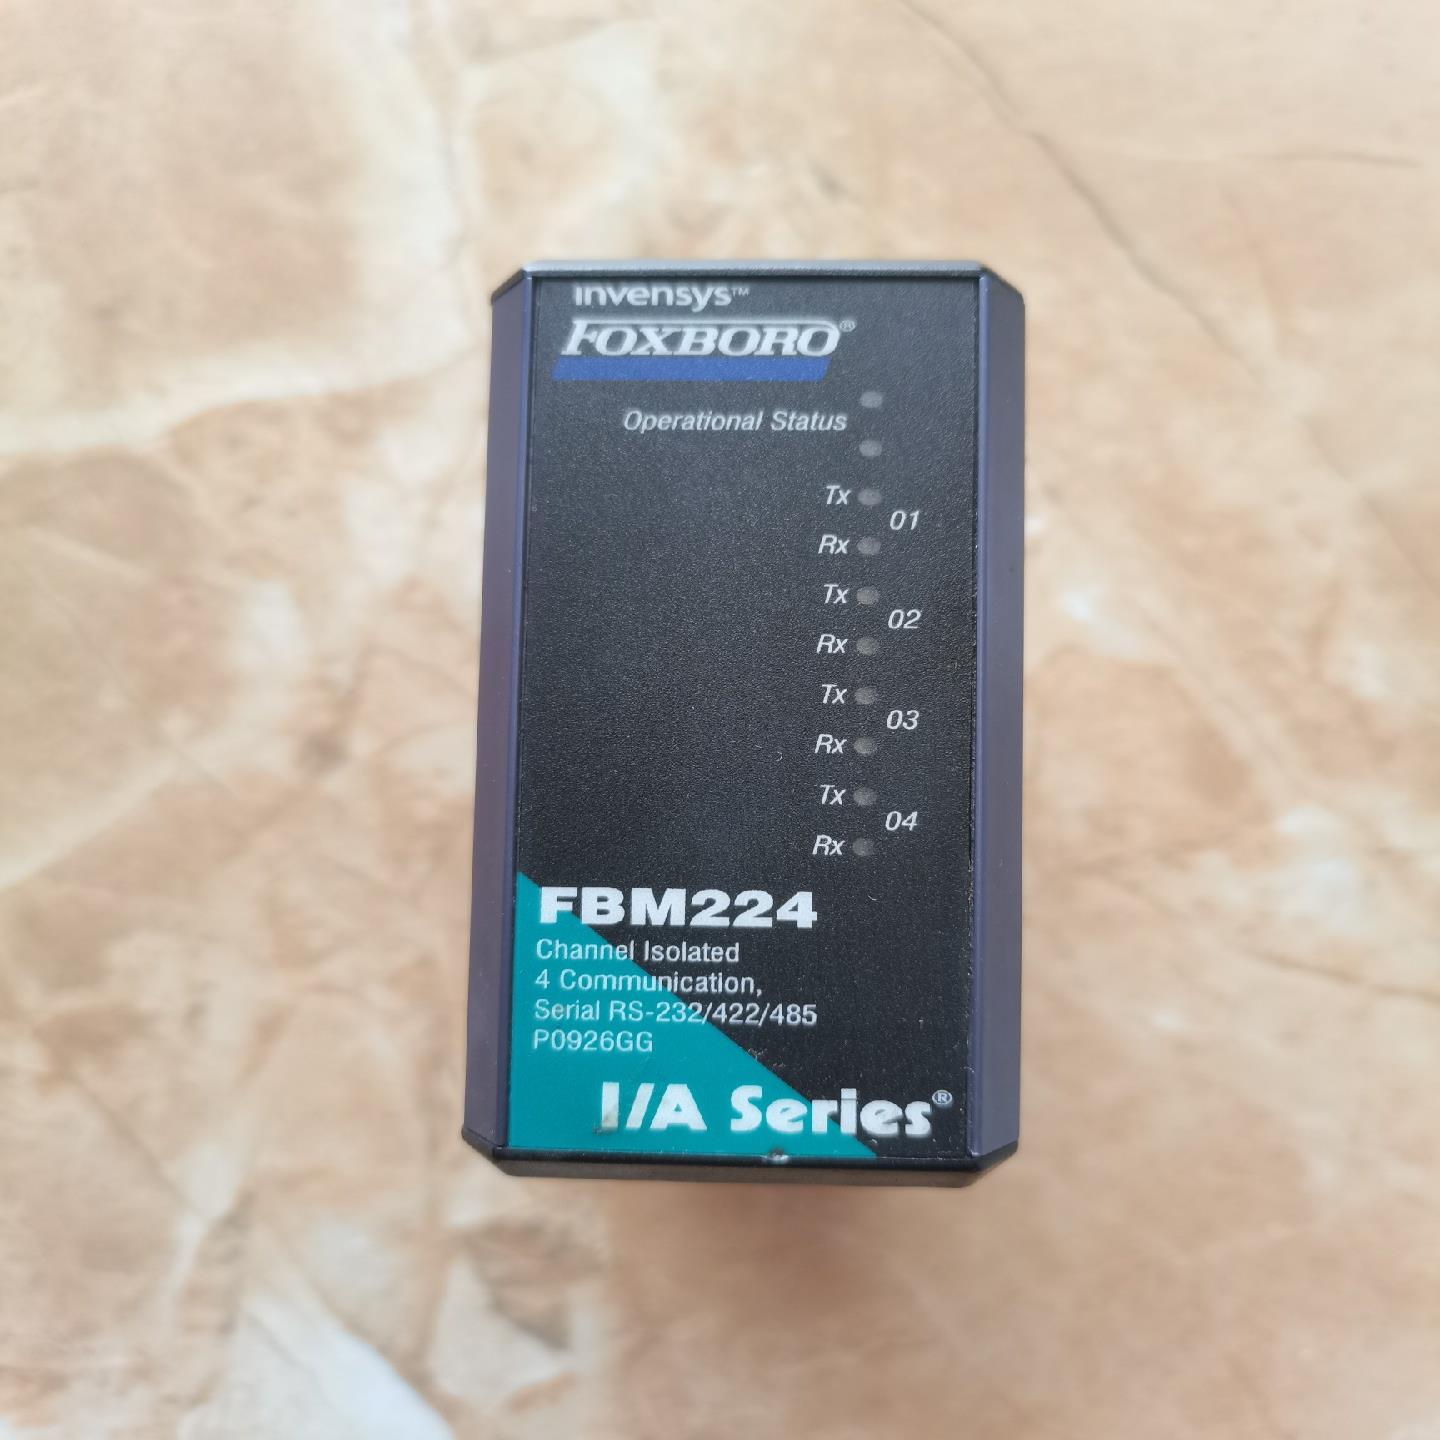 invensys™
FOXBORO®
Operational Status
Tx
01
Rx
Tx
02
Rx
Tx
03
Rx
Tx
04
Rx
FBM224
Channel Isolated
4 Communication,
Serial RS-232/422/485
P0926GG
I/A Series®